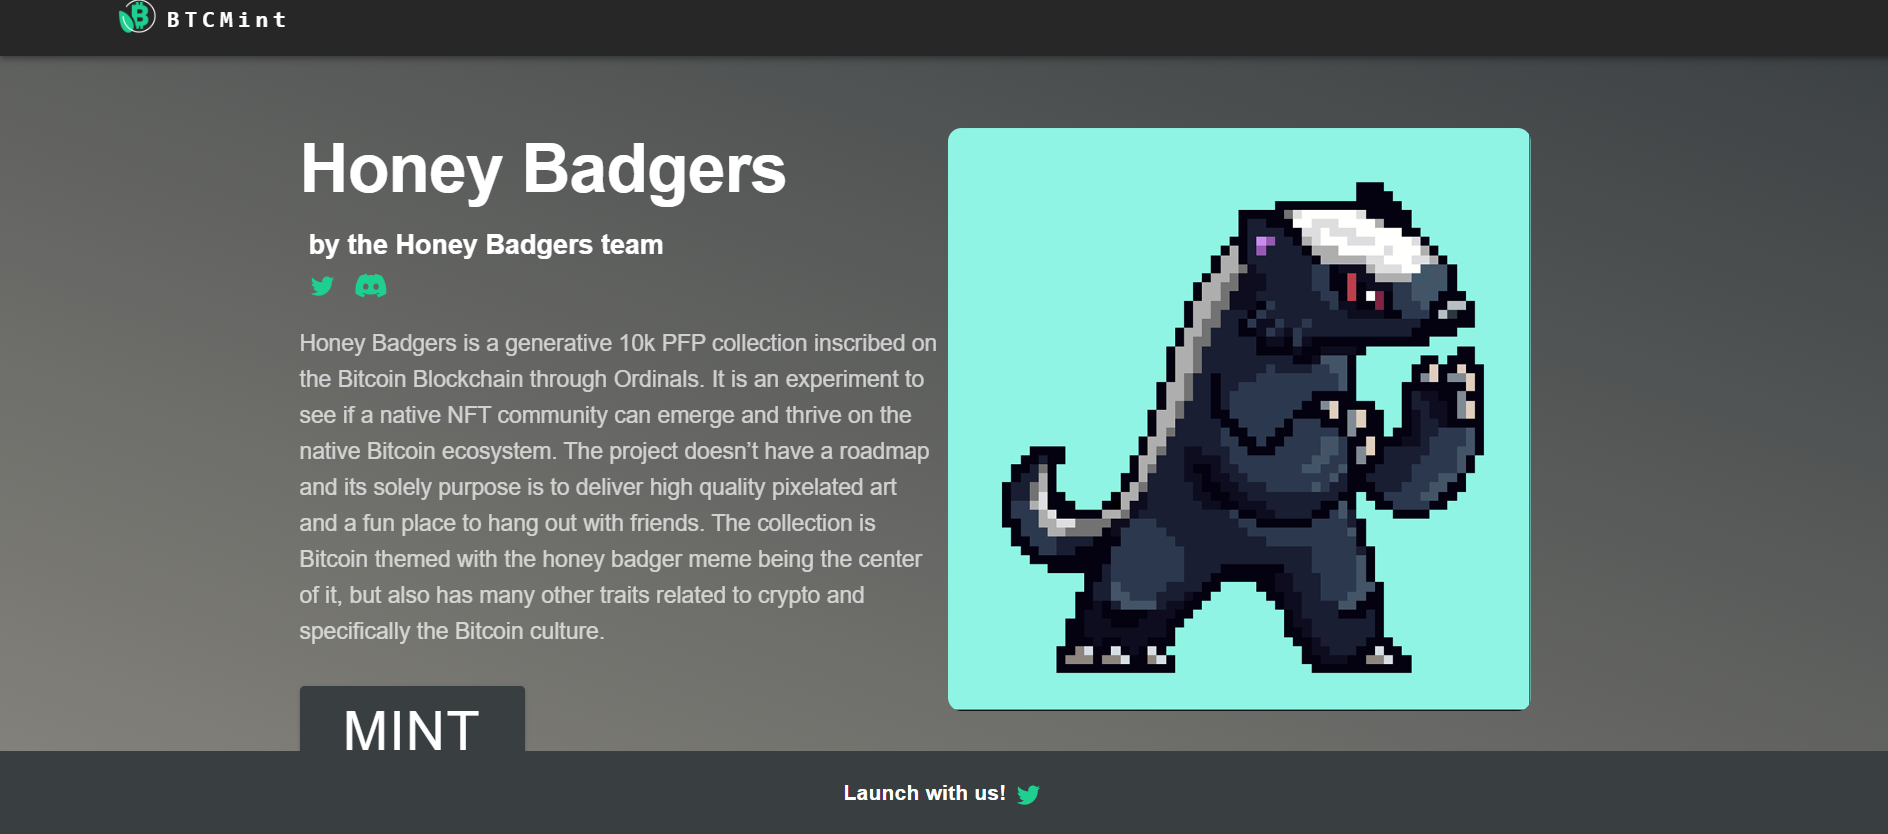 BTCMint
Honey Badgers
by the Honey Badgers team
Honey Badgers is a generative 10k PFP collection inscribed on
the Bitcoin Blockchain through Ordinals. It is an experiment to
see if a native NFT community can emerge and thrive on the
native Bitcoin ecosystem. The project doesn’t have a roadmap
and its solely purpose is to deliver high quality pixelated art
and a fun place to hang out with friends. The collection is
Bitcoin themed with the honey badger meme being the center
of it, but also has many other traits related to crypto and
specifically the Bitcoin culture.
MINT
Launch with us!